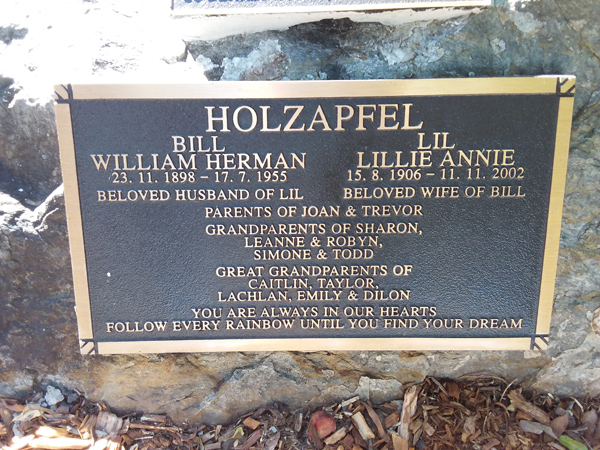 HOLZAPFEL
BILL LIL
WILLIAM HERMAN LILLIE ANNIE
23. 11. 1898 - 17. 7. 1955 15. 8. 1906 - 11. 11. 2002
BELOVED HUSBAND OF LIL BELOVED WIFE OF BILL
PARENTS OF JOAN & TREVOR
GRANDPARENTS OF SHARON,
LEANNE & ROBYN,
SIMONE & TODD
GREAT GRANDPARENTS OF
CAITLIN, TAYLOR,
LACHLAN, EMILY & DILON
YOU ARE ALWAYS IN OUR HEARTS
FOLLOW EVERY RAINBOW UNTIL YOU FIND YOUR DREAM